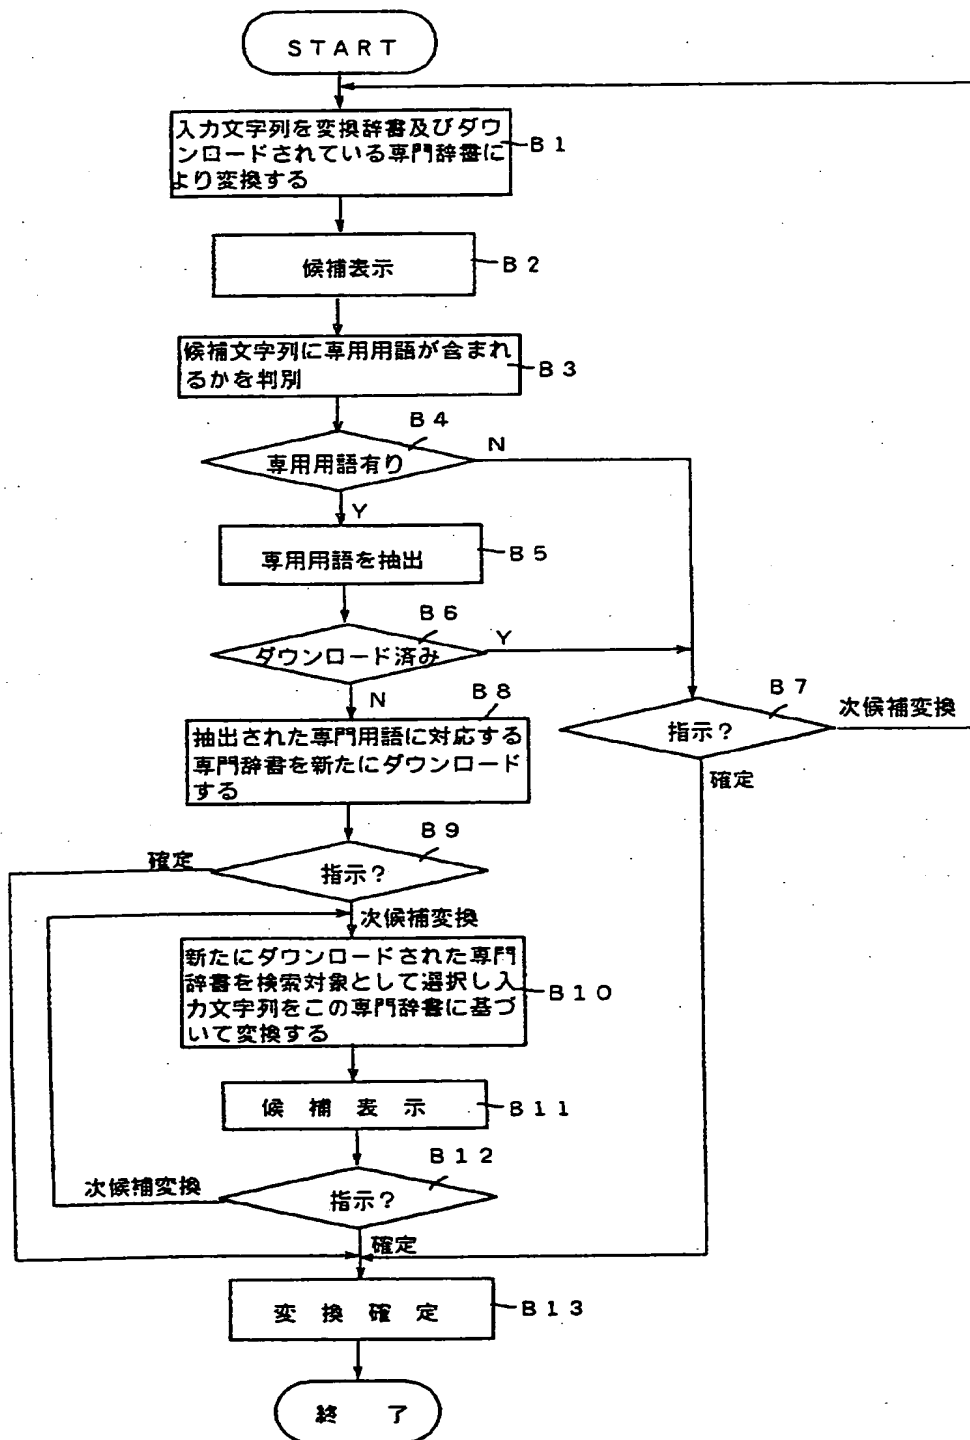 START
入力文字列を変換辞書及びダウ
ンロードされている専門辞書に
より変換する
B1
候補表示
B2
候補文字列に専用用語が含まれ
るかを判別
B3
B4
専用用語有り
N
Y
専用用語を抽出
B5
B6
ダウンロード済み
Y
N
B7
指示?
次候補変換
確定
B8
抽出された専門用語に対応する
専門辞書を新たにダウンロード
する
B9
確定
指示?
次候補変換
新たにダウンロードされた専門
辞書を検索対象として選択し入
力文字列をこの専門辞書に基づ
いて変換する
B10
候補表示
B11
B12
次候補変換
指示?
確定
変換確定
B13
終了